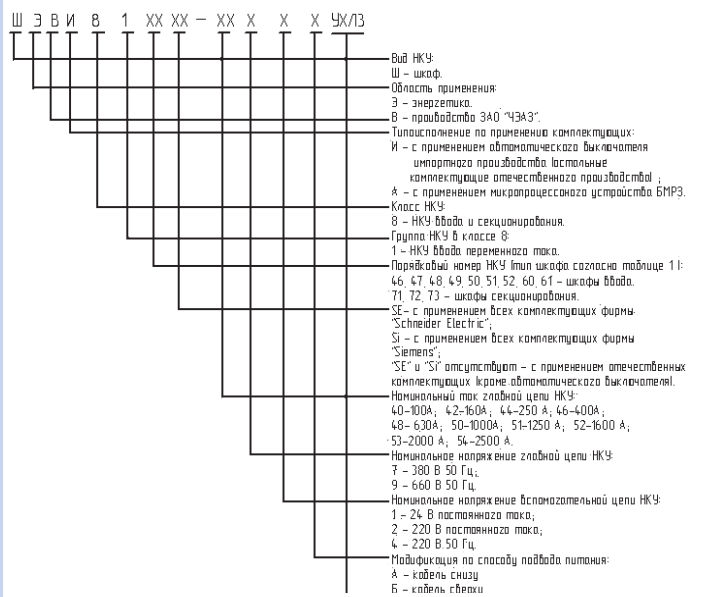 Ш Э В И 8 1 XX XX – XX X X X УХЛ3
Вид НКУ:
Ш – шкаф.
Область применения:
Э – энергетика.
В – производство ЗАО "ЧЭАЗ".
Типоисполнение по применению комплектующих:
И – с применением автоматического выключателя
импортного производства (остальные
комплектующие отечественного производства) ;
А – с применением микропроцессоного устройства БМРЗ.
Класс НКУ:
8 – НКУ ввода и секционирования.
Группа НКУ в классе 8:
1 – НКУ ввода переменного тока.
Порядковый номер НКУ (тип шкафа согласно таблице 1 ):
46, 47, 48, 49, 50, 51, 52, 60, 61 – шкафы ввода.
71, 72, 73 – шкафы секционирования.
SE– с применением всех комплектующих фирмы
"Schneider Electric";
Si – с применением всех комплектующих фирмы
"Siemens";
"SE" и "Si" отсутствуют – с применением отечественных
комплектующих (кроме автоматического выключателя).
Номинальный ток главной цепи НКУ:
40–100А; 42–160А; 44–250 А; 46–400А;
48– 630А; 50–1000А; 51–1250 А; 52–1600 А;
53–2000 А; 54–2500 А.
Номинальное напряжение главной цепи НКУ:
7 – 380 В 50 Гц;
9 – 660 В 50 Гц.
Номинальное напряжение вспомогательной цепи НКУ:
1 – 24 В постоянного тока;
2 – 220 В постоянного тока;
4 – 220 В 50 Гц.
Модификация по способу подвода питания:
А – кабель снизу
Б – кабель сверху